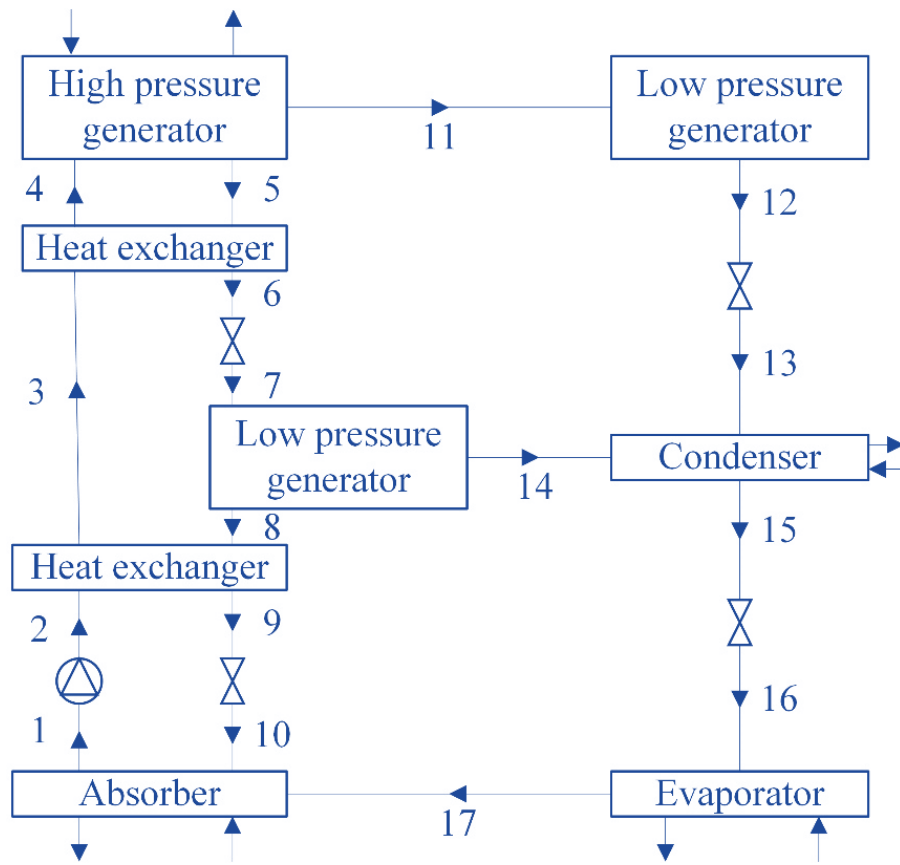 High pressure
generator
Low pressure
generator
11
4
5
12
Heat exchanger
6
3
7
13
Low pressure
generator
14
Condenser
8
15
Heat exchanger
2
9
1
10
16
Absorber
17
Evaporator